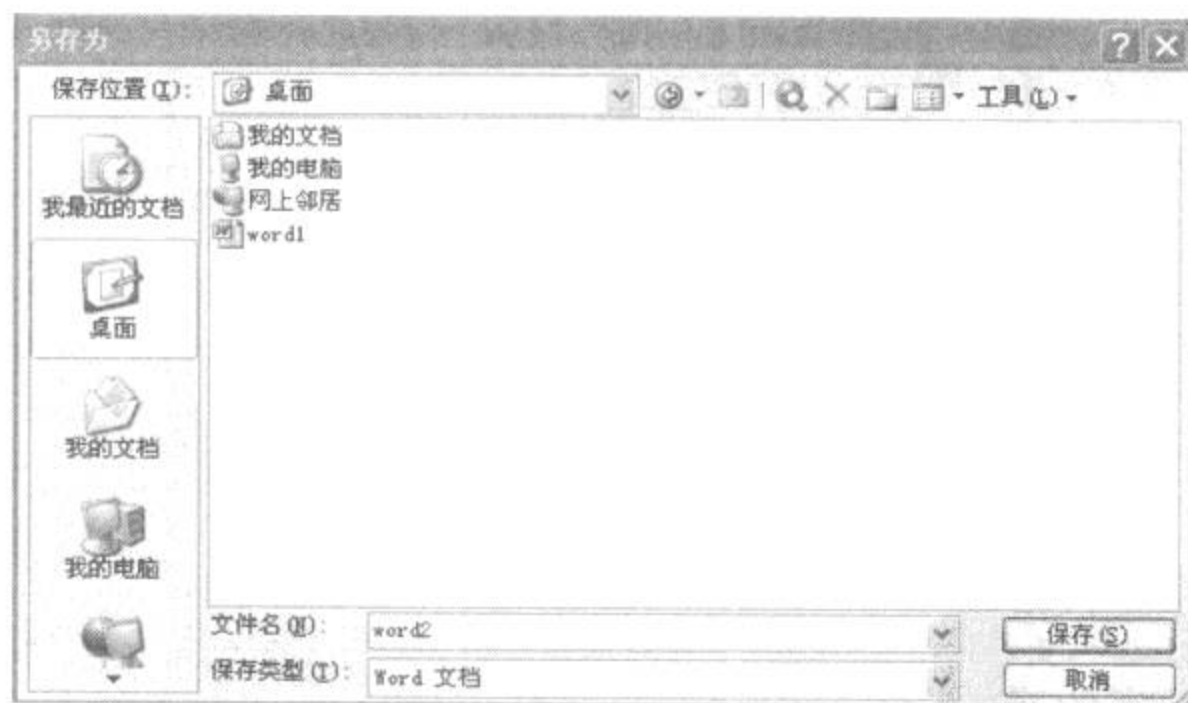 另存为
保存位置(I): 桌面 工具(L)
我的文档
我的电脑
网上邻居
word1
我最近的文档
桌面
我的文档
我的电脑
文件名(N): word2 保存(S)
保存类型(T): Word 文档 取消